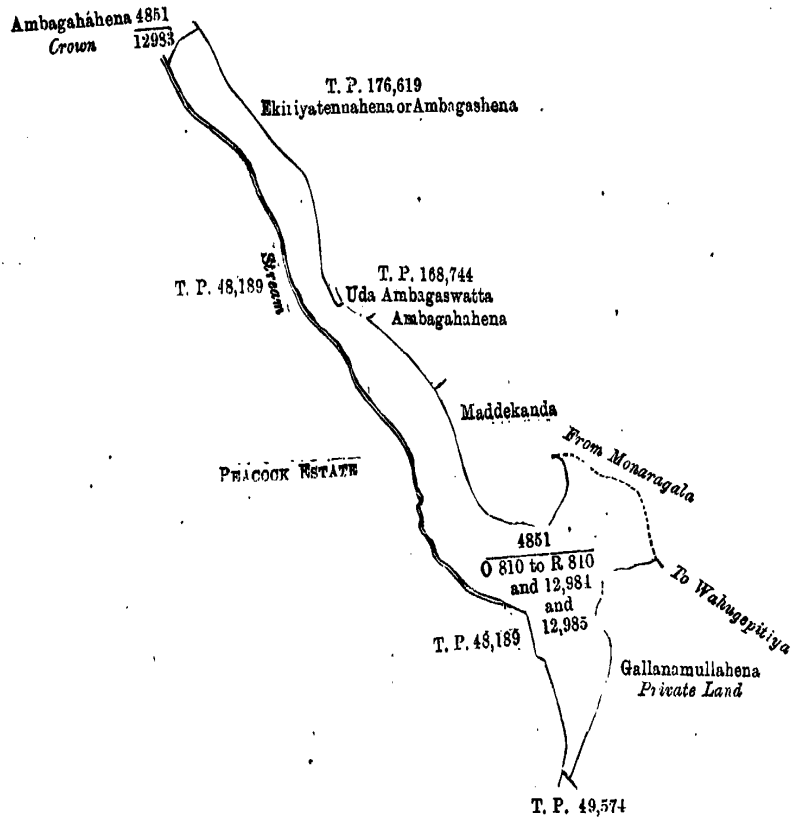 Ambagaháhena 4851
Crown 12983
T. P. 176,619
Ekiriyatennahena or Ambagashena
T. P. 168,744
Uda Ambagaswatta
Ambagahahena
T. P. 48,189
Stream
Maddekanda
From Monaragala
PEACOCK ESTATE
4851
O 810 to R 810
and 12,984
and
12,985
To Wahugepitiya
T. P. 48,189
Gallanamullahena
Private Land
T. P. 49,574